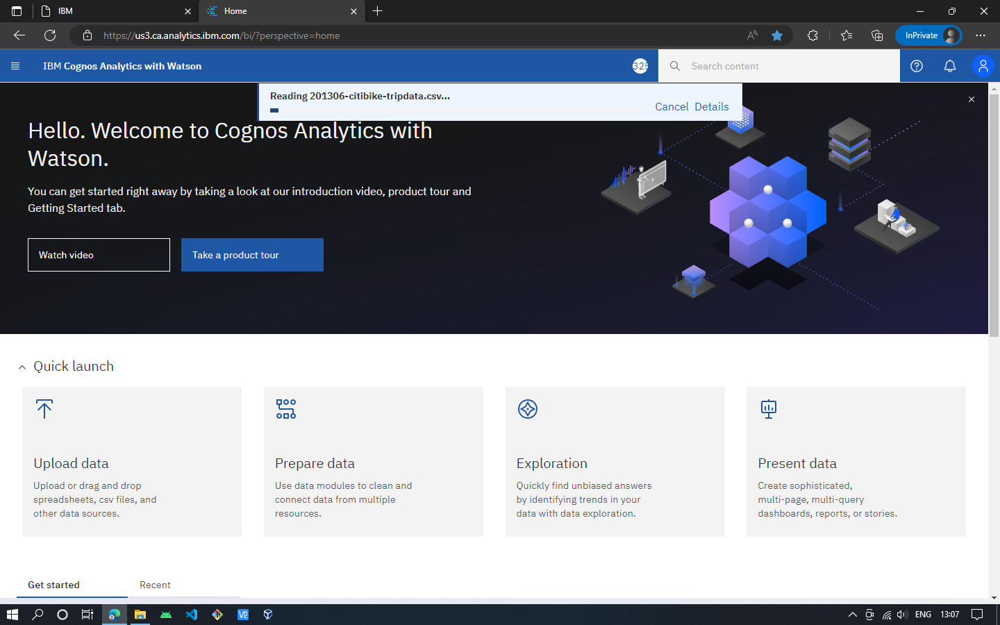 IBM
Home
https://us3.ca.analytics.ibm.com/bi/?perspective=home
InPrivate
IBM Cognos Analytics with Watson
325
Search content
Reading 201306-citibike-tripdata.csv...
Cancel Details
Hello. Welcome to Cognos Analytics with
Watson.
You can get started right away by taking a look at our introduction video, product tour and
Getting Started tab.
Watch video
Take a product tour
Quick launch
Upload data
Upload or drag and drop
spreadsheets, csv files, and
other data sources.
Prepare data
Use data modules to clean and
connect data from multiple
resources.
Exploration
Quickly find unbiased answers
by identifying trends in your
data with data exploration.
Present data
Create sophisticated,
multi-page, multi-query
dashboards, reports, or stories.
Get started
Recent
ENG
13:07